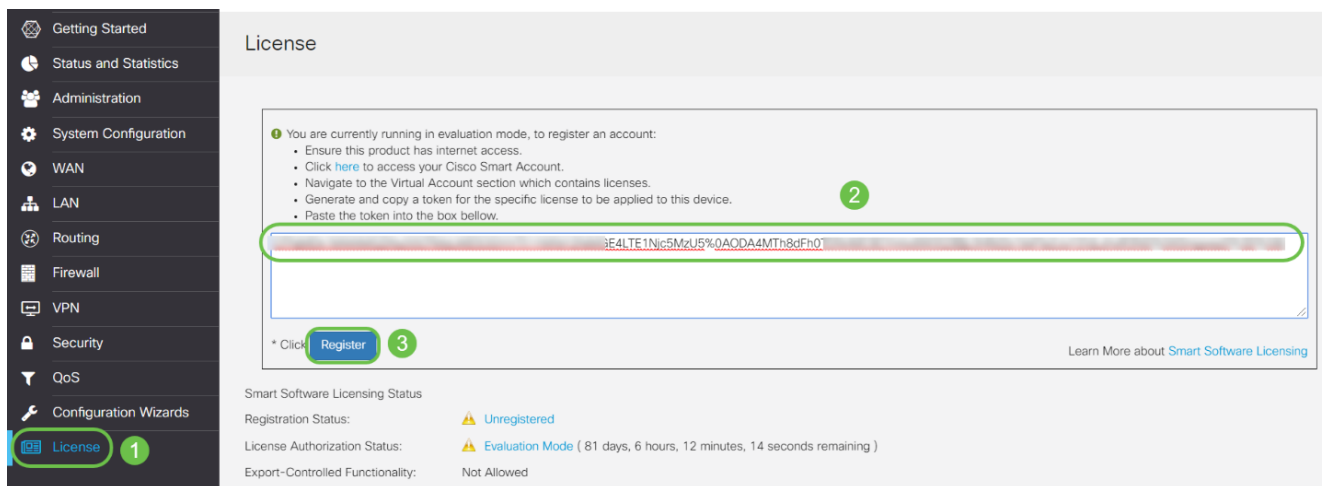 Getting Started
Status and Statistics
Administration
System Configuration
WAN
LAN
Routing
Firewall
VPN
Security
QoS
Configuration Wizards
License
1
License
You are currently running in evaluation mode, to register an account:
• Ensure this product has internet access.
• Click here to access your Cisco Smart Account.
• Navigate to the Virtual Account section which contains licenses.
• Generate and copy a token for the specific license to be applied to this device.
• Paste the token into the box bellow.
2
GE4LTE1Njc5MzU5%0AODA4MTh8dFh0
* Click Register 3
Learn More about Smart Software Licensing
Smart Software Licensing Status
Registration Status: Unregistered
License Authorization Status: Evaluation Mode ( 81 days, 6 hours, 12 minutes, 14 seconds remaining )
Export-Controlled Functionality: Not Allowed